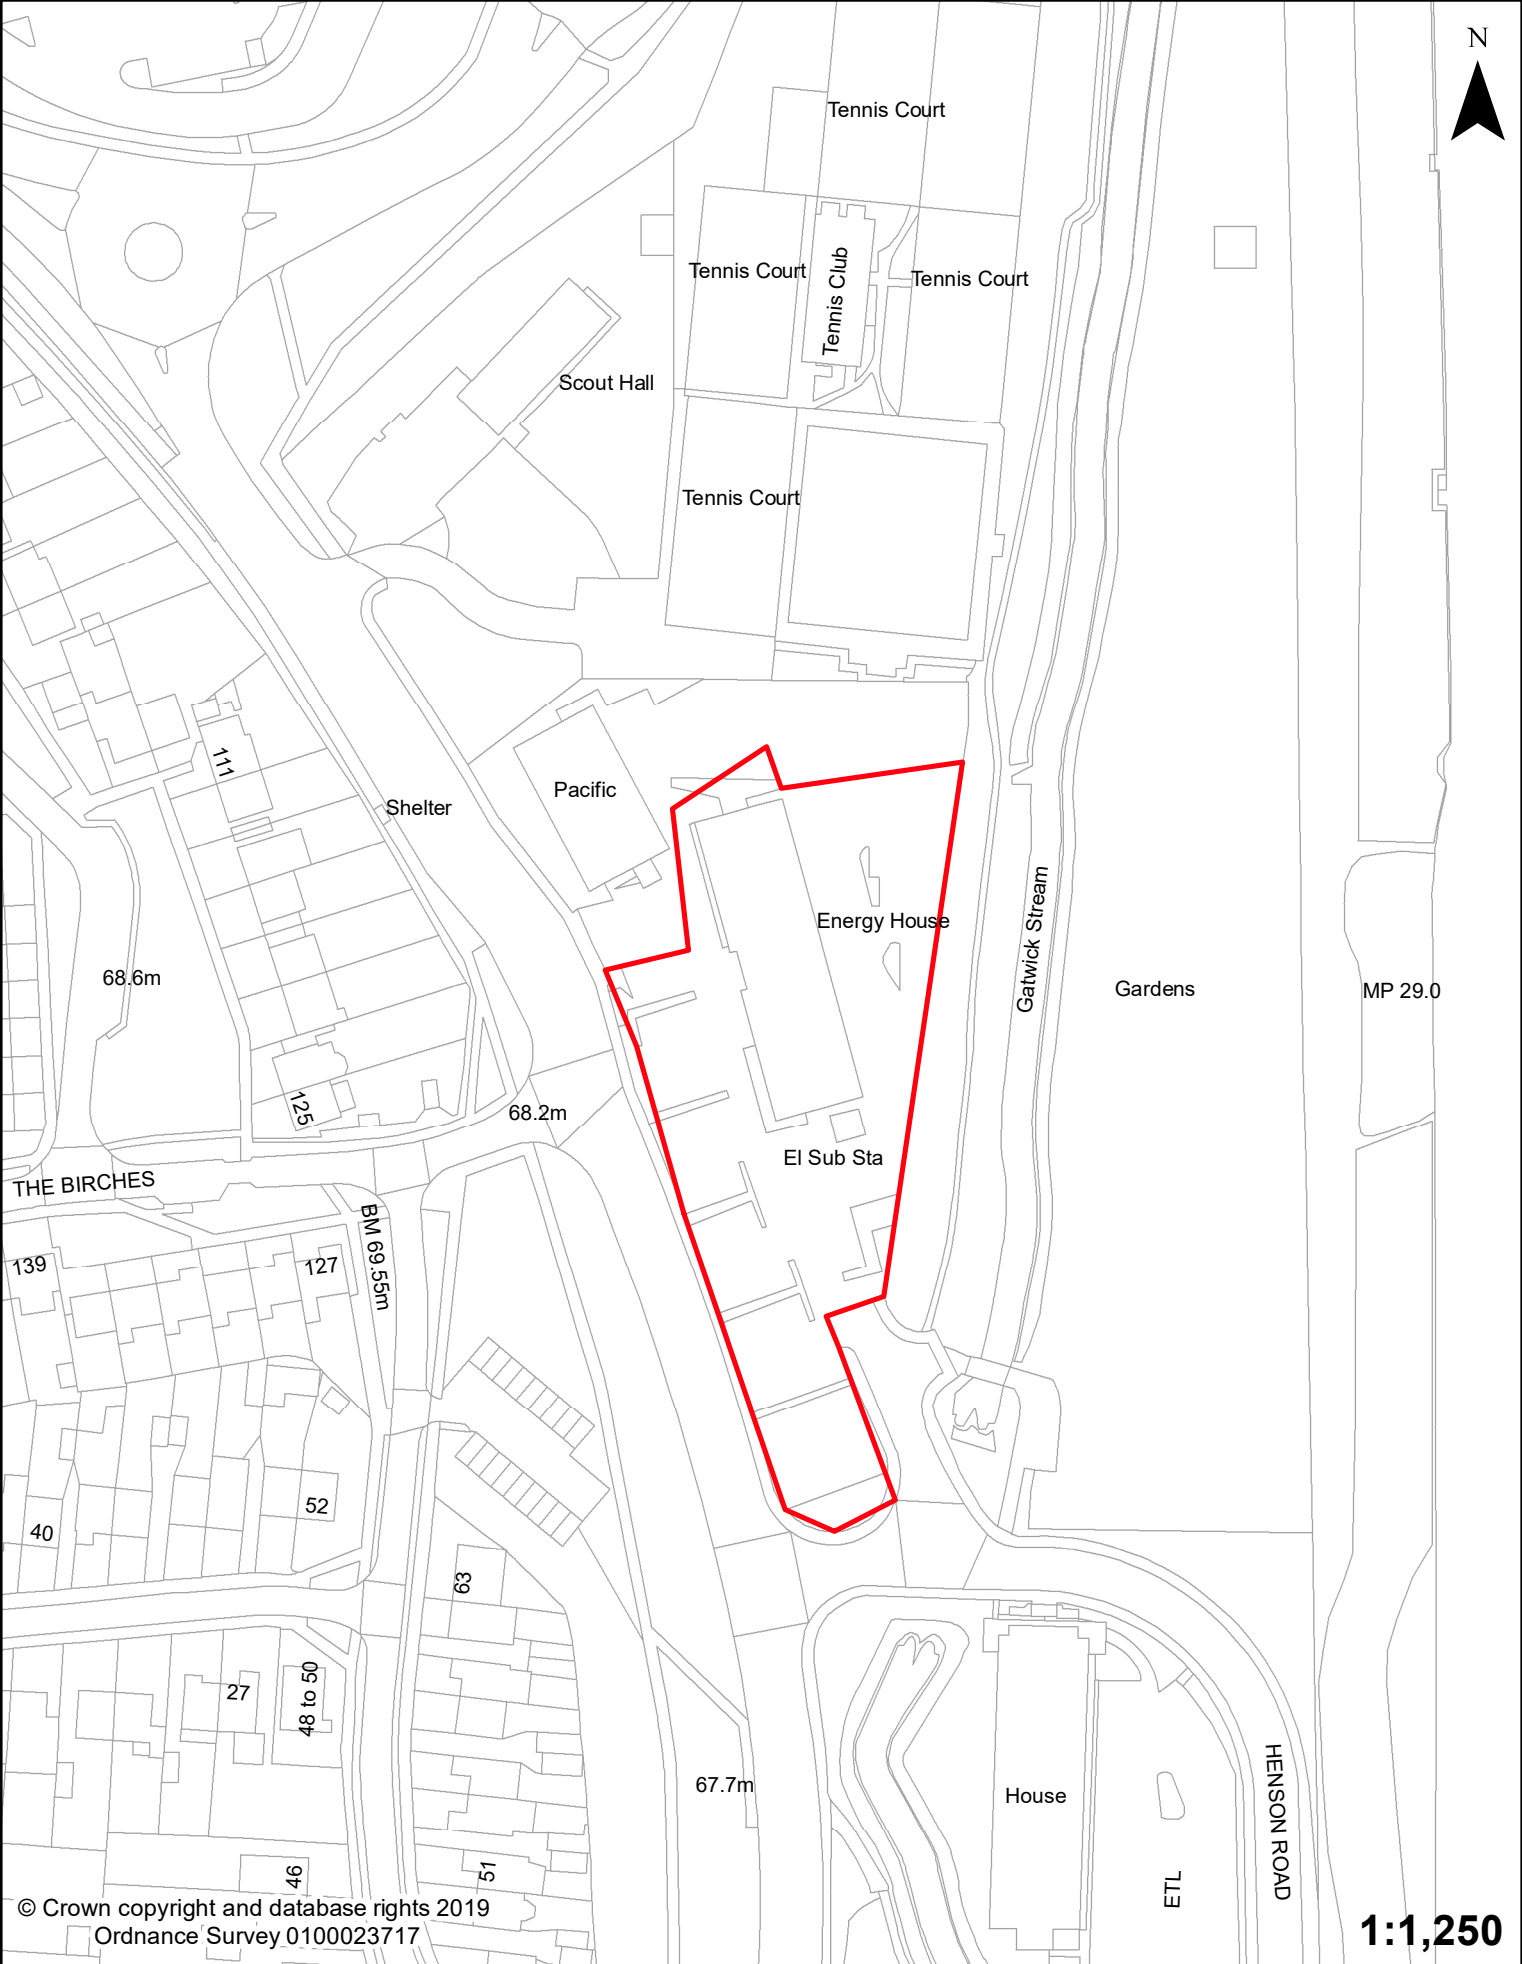 N
Tennis Court
Tennis Court
Tennis Club
Tennis Court
Scout Hall
Tennis Court
111
Shelter
Pacific
Energy House
Gatwick Stream
68.6m
Gardens
MP 29.0
125
68.2m
El Sub Sta
THE BIRCHES
BM 69.55m
139
127
52
40
63
27
48 to 50
67.7m
House
HENSON ROAD
46
51
ETL
© Crown copyright and database rights 2019
Ordnance Survey 0100023717
1:1,250